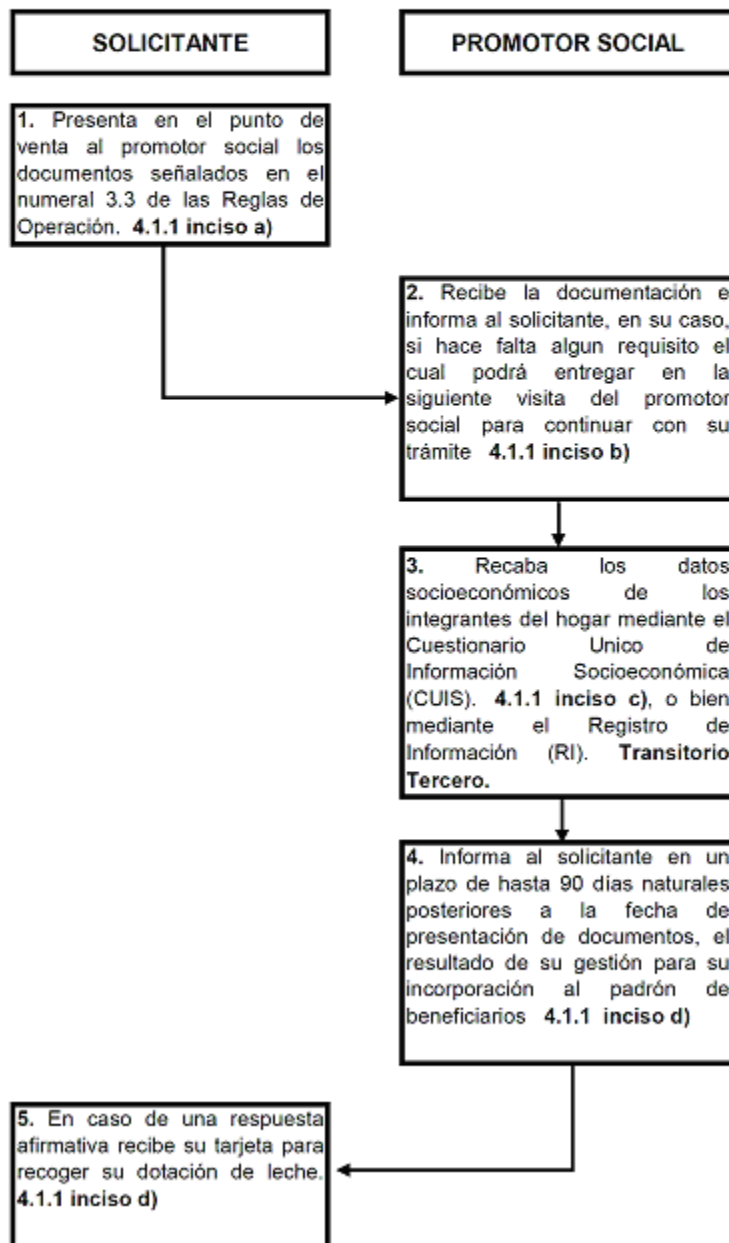 SOLICITANTE
PROMOTOR SOCIAL
1. Presenta en el punto de
venta al promotor social los
documentos señalados en el
numeral 3.3 de las Reglas de
Operación. 4.1.1 inciso a)
2. Recibe la documentación e
informa al solicitante, en su caso,
si hace falta algun requisito el
cual podrá entregar en la
siguiente visita del promotor
social para continuar con su
trámite 4.1.1 inciso b)
3. Recaba los datos
socioeconómicos de los
integrantes del hogar mediante el
Cuestionario Unico de
Información Socioeconómica
(CUIS). 4.1.1 inciso c), o bien
mediante el Registro de
Información (RI). Transitorio
Tercero.
4. Informa al solicitante en un
plazo de hasta 90 días naturales
posteriores a la fecha de
presentación de documentos, el
resultado de su gestión para su
incorporación al padrón de
beneficiarios 4.1.1 inciso d)
5. En caso de una respuesta
afirmativa recibe su tarjeta para
recoger su dotación de leche.
4.1.1 inciso d)